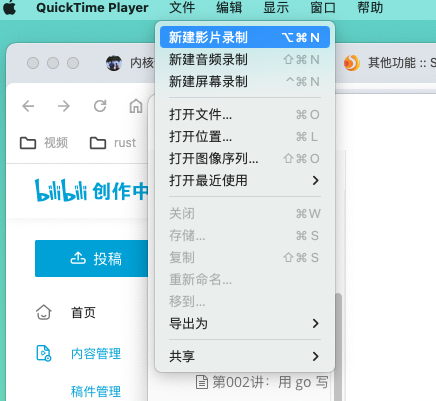 QuickTime Player 文件 编辑 显示 窗口 帮助
新建影片录制 ⌥⌘N
新建音频录制 ⇧⌘N
新建屏幕录制 ^⌘N
打开文件... ⌘O
打开位置... ⌘L
打开图像序列... ⇧⌘O
打开最近使用
关闭 ⌘W
存储... ⌘S
复制 ⇧⌘S
重新命名...
移到...
导出为
共享
内核
其他功能 :: S
视频 rust
bilibili 创作中
投稿
首页
内容管理
稿件管理
第002讲：用 go 写